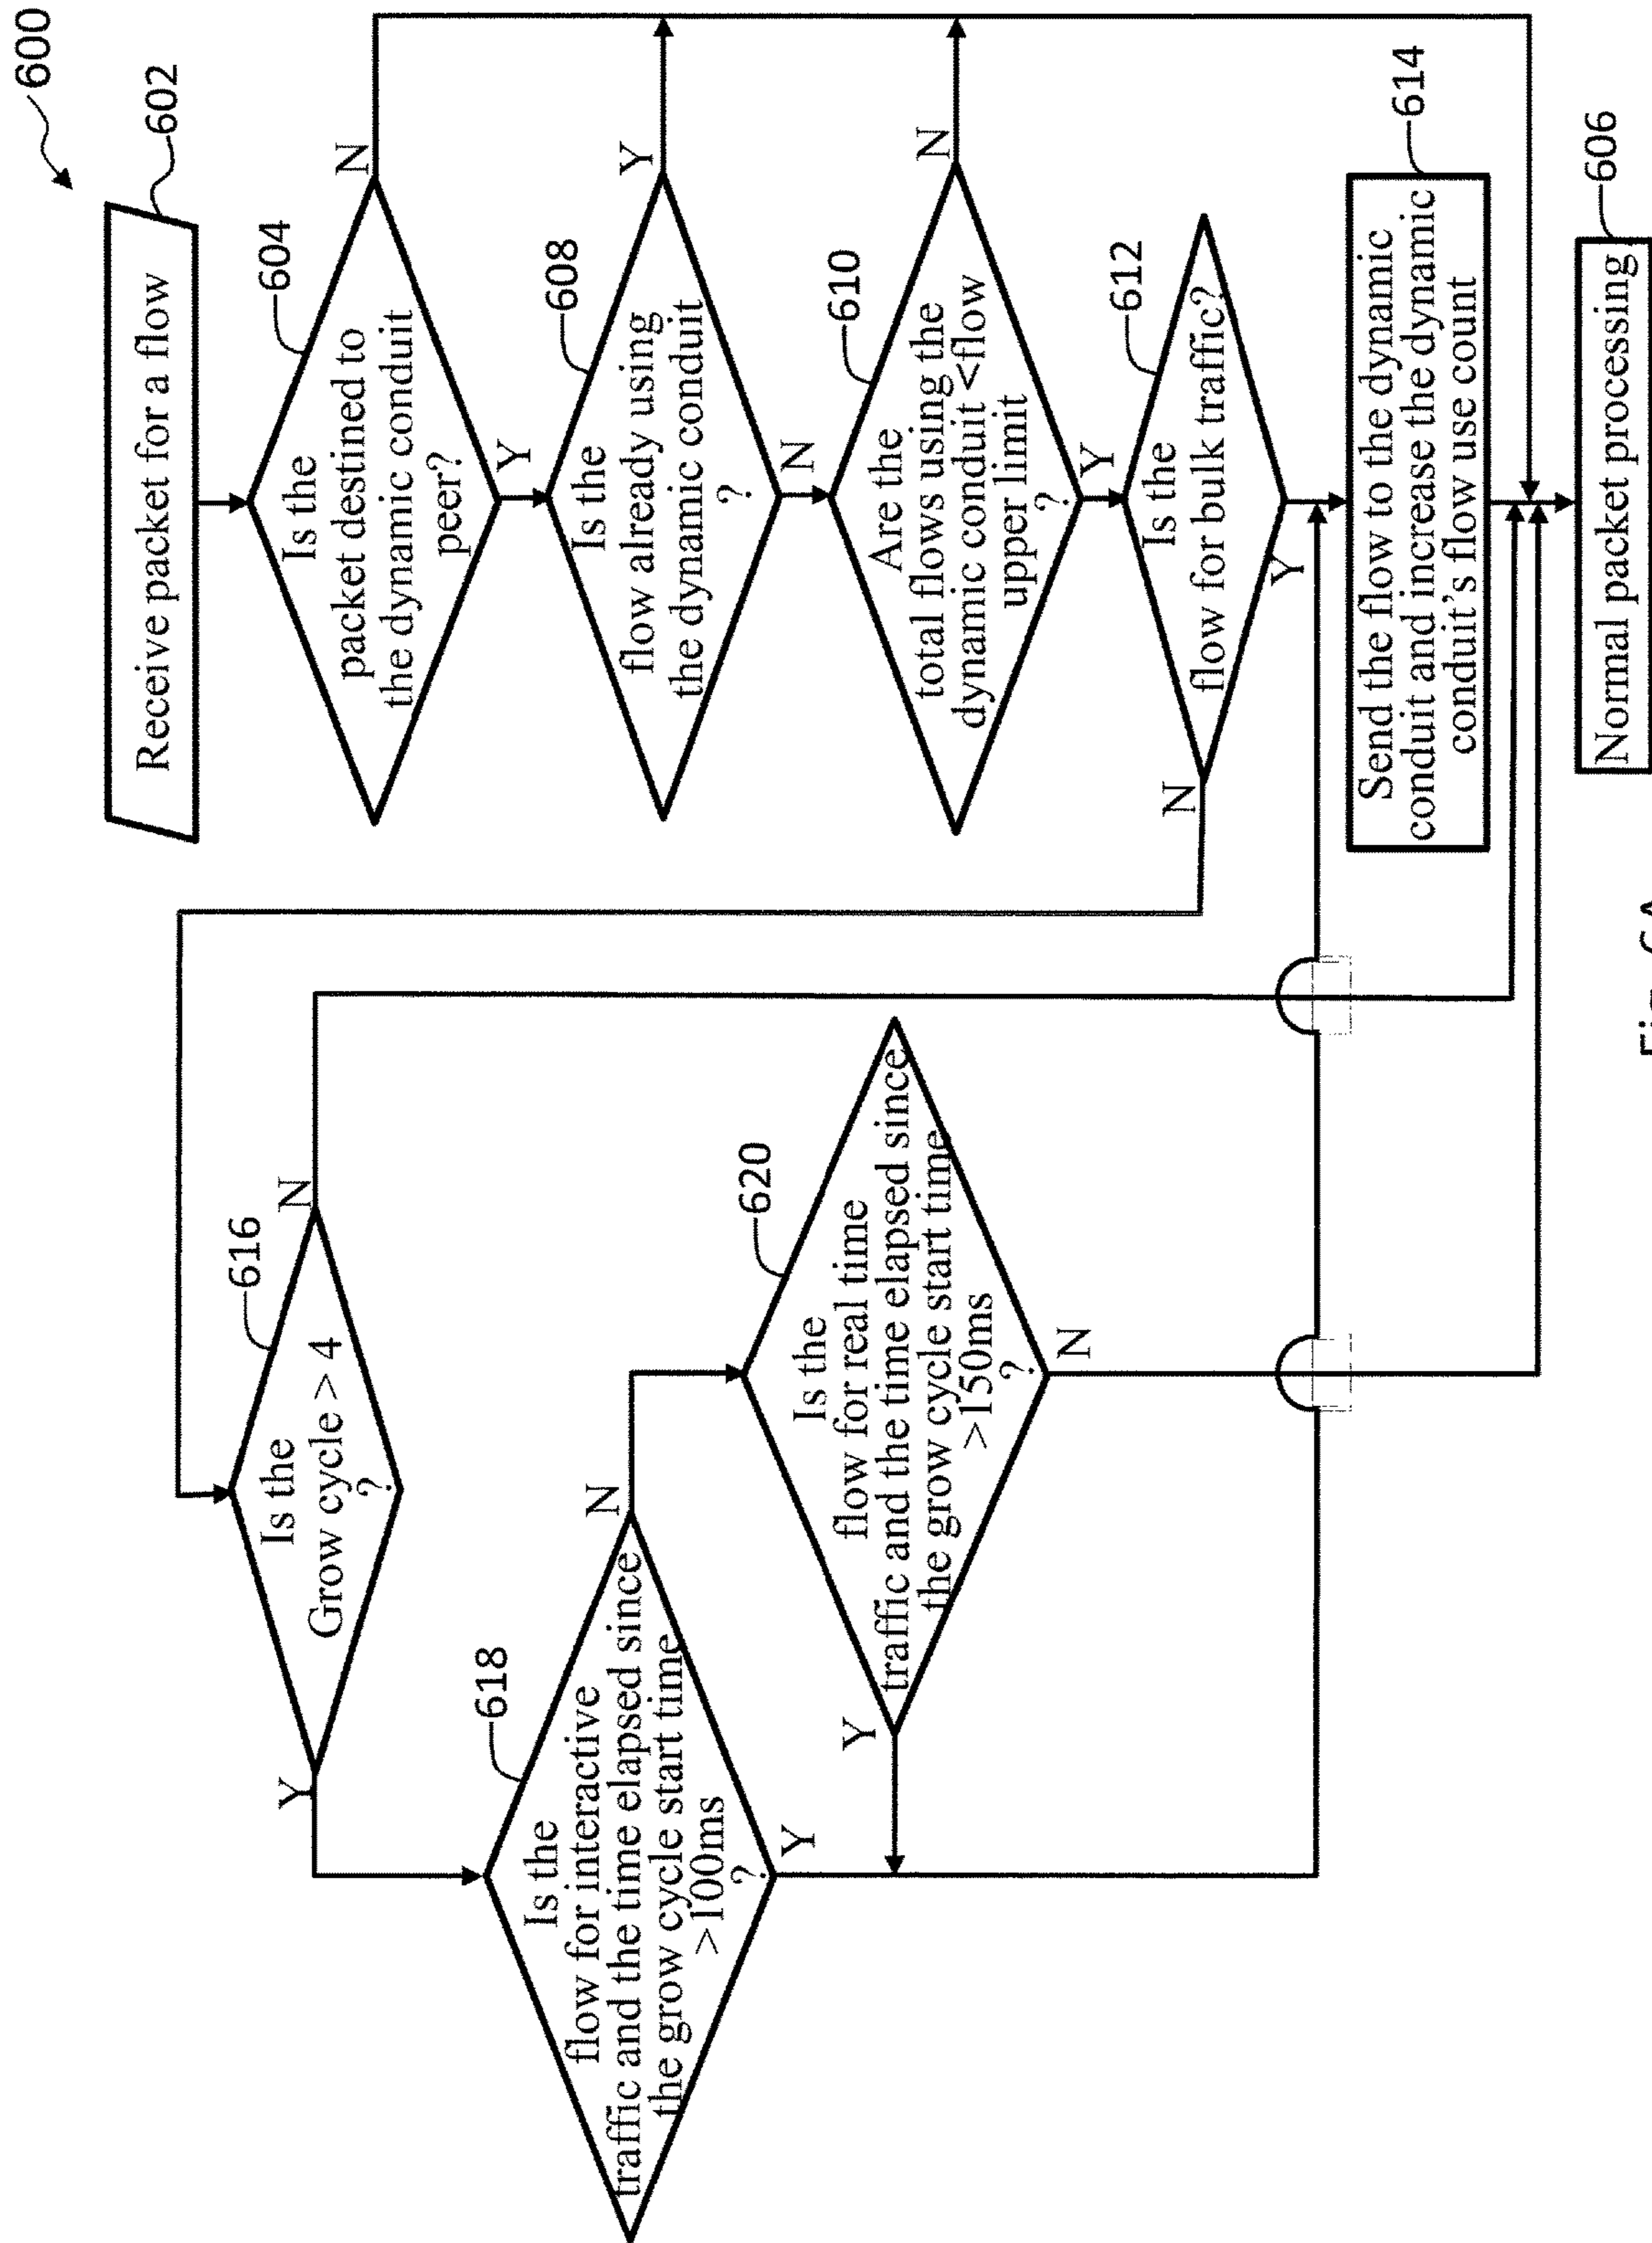 600
Receive packet for a flow
602
Is the
packet destined to
the dynamic conduit
peer?
604
N
Y
Is the
flow already using
the dynamic conduit
?
608
Y
N
Are the
total flows using the
dynamic conduit <flow
upper limit
?
610
N
Y
Is the
flow for bulk traffic?
612
N
Y
Send the flow to the dynamic
conduit and increase the dynamic
conduit's flow use count
614
Normal packet processing
606
Is the
Grow cycle > 4
?
616
N
Y
Is the
flow for interactive
traffic and the time elapsed since
the grow cycle start time
>100ms
?
618
N
Y
Is the
flow for real time
traffic and the time elapsed since
the grow cycle start time
>150ms
?
620
Y
N
Fig. 6A